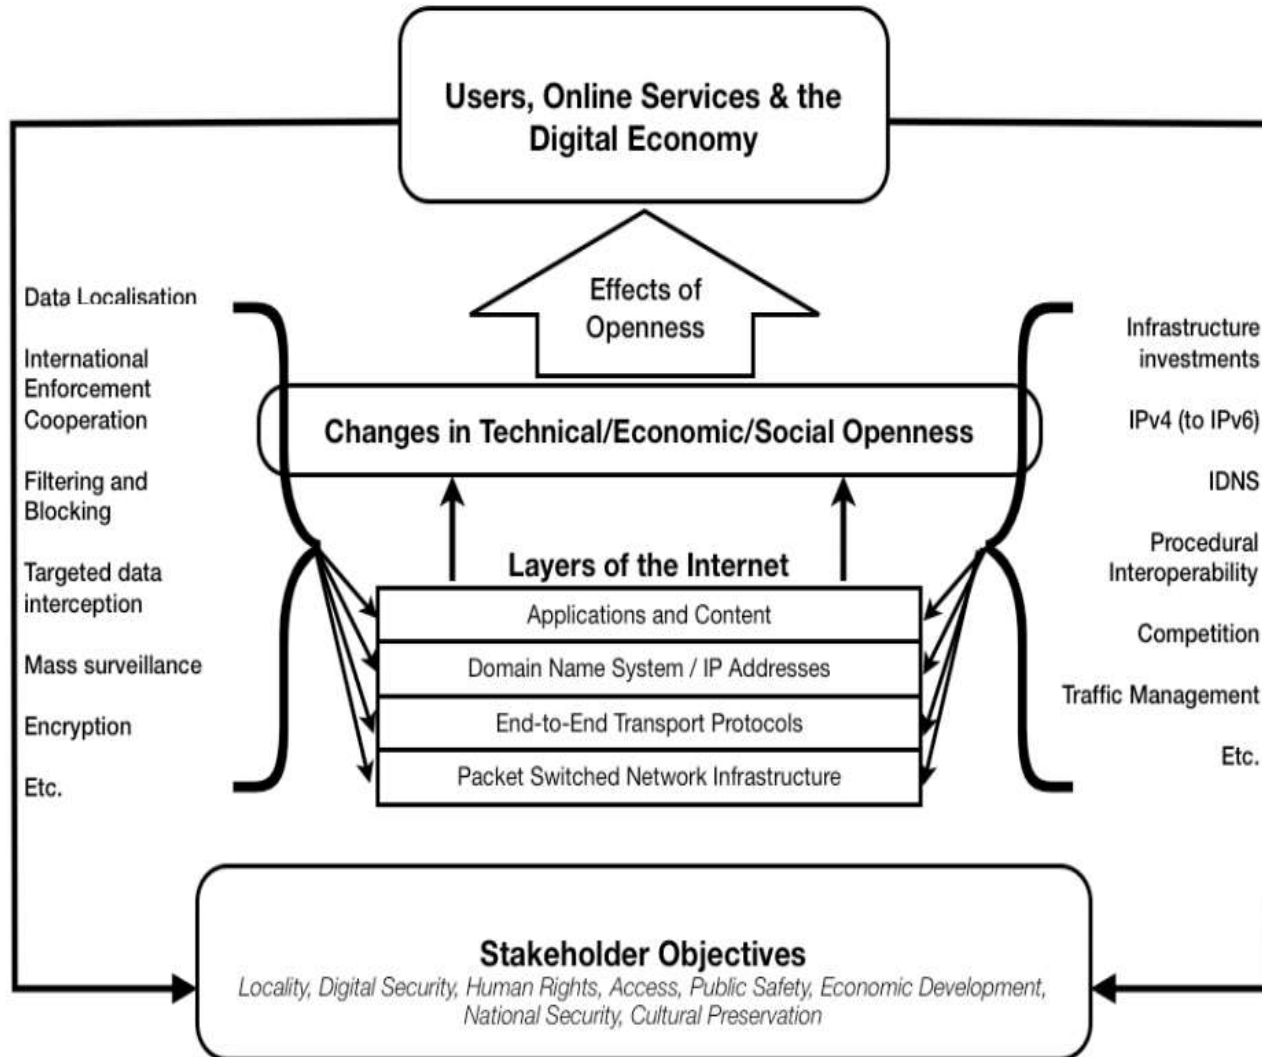 Users, Online Services & the
Digital Economy
Effects of
Openness
Changes in Technical/Economic/Social Openness
Data Localisation
International
Enforcement
Cooperation
Filtering and
Blocking
Targeted data
interception
Mass surveillance
Encryption
Etc.
Layers of the Internet
Applications and Content
Domain Name System / IP Addresses
End-to-End Transport Protocols
Packet Switched Network Infrastructure
Infrastructure
investments
IPv4 (to IPv6)
IDNS
Procedural
Interoperability
Competition
Traffic Management
Etc.
Stakeholder Objectives
Locality, Digital Security, Human Rights, Access, Public Safety, Economic Development,
National Security, Cultural Preservation